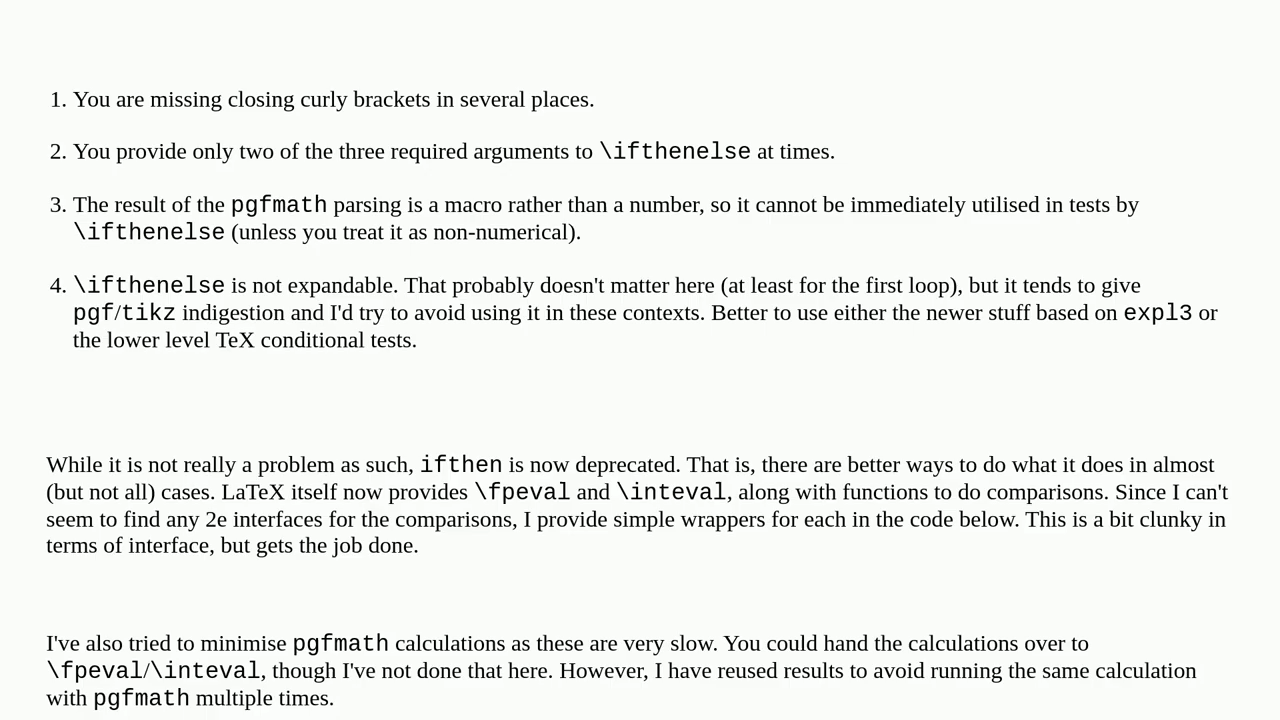 1. You are missing closing curly brackets in several places.
2. You provide only two of the three required arguments to \ifthenelse at times.
3. The result of the pgfmath parsing is a macro rather than a number, so it cannot be immediately utilised in tests by
\ifthenelse (unless you treat it as non-numerical).
4. \ifthenelse is not expandable. That probably doesn't matter here (at least for the first loop), but it tends to give
pgf/tikz indigestion and I'd try to avoid using it in these contexts. Better to use either the newer stuff based on expl3 or
the lower level TeX conditional tests.
While it is not really a problem as such, ifthen is now deprecated. That is, there are better ways to do what it does in almost
(but not all) cases. LaTeX itself now provides \fpeval and \inteval, along with functions to do comparisons. Since I can't
seem to find any 2e interfaces for the comparisons, I provide simple wrappers for each in the code below. This is a bit clunky in
terms of interface, but gets the job done.
I've also tried to minimise pgfmath calculations as these are very slow. You could hand the calculations over to
\fpeval/\inteval, though I've not done that here. However, I have reused results to avoid running the same calculation
with pgfmath multiple times.